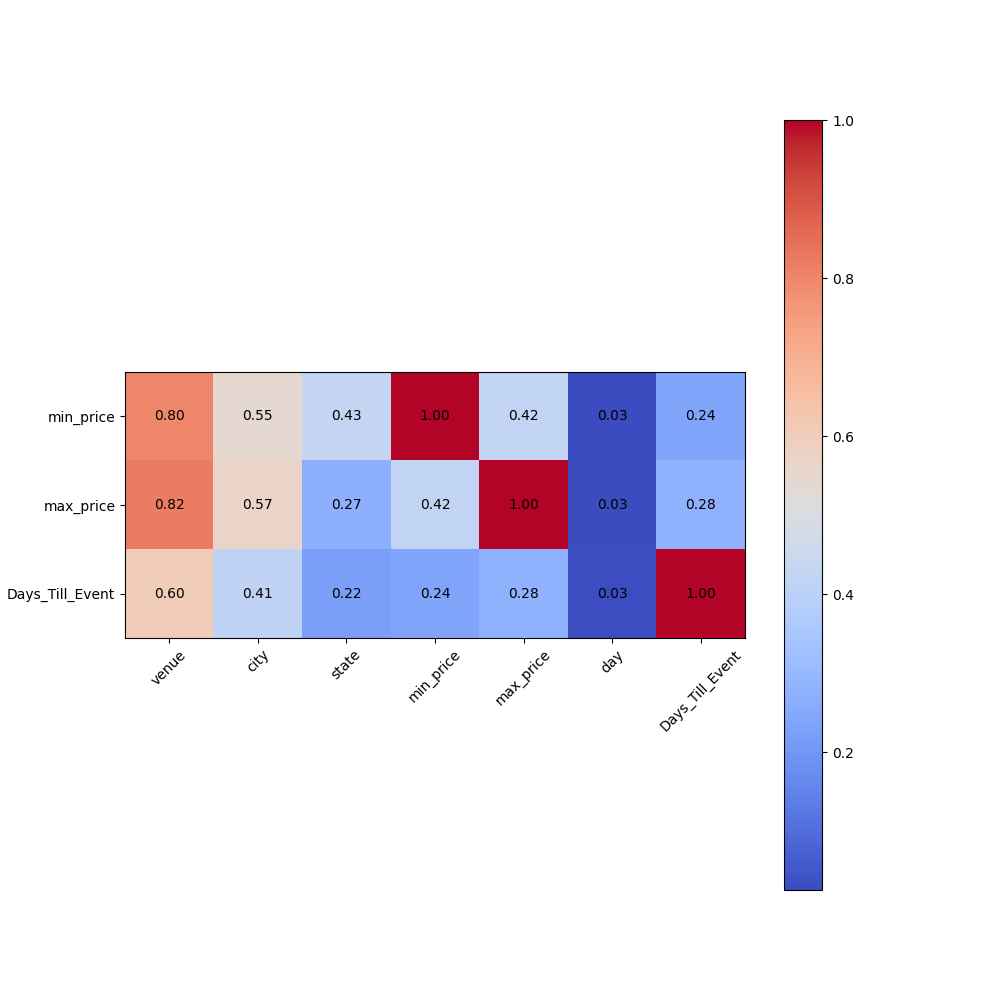 1.0
0.8
0.6
0.4
0.2
min_price 0.80 0.55 0.43 1.00 0.42 0.03 0.24
max_price 0.82 0.57 0.27 0.42 1.00 0.03 0.28
Days_Till_Event 0.60 0.41 0.22 0.24 0.28 0.03 1.00
venue city state min_price max_price day Days_Till_Event